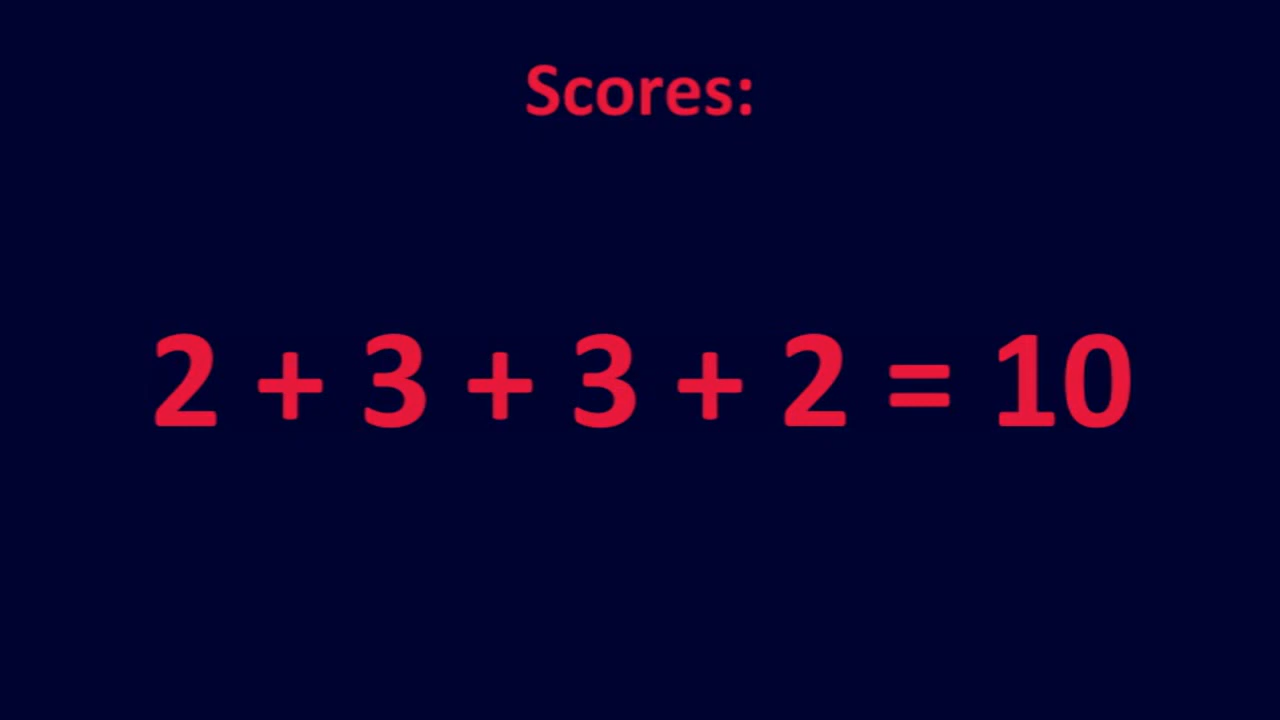 Scores:
2 + 3 + 3 + 2 = 10